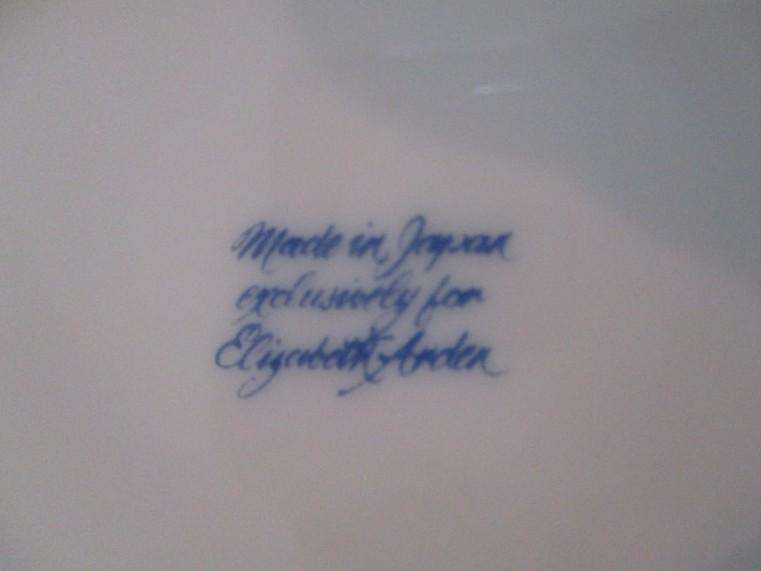 Made in Japan
exclusively for
Elizabeth Arden